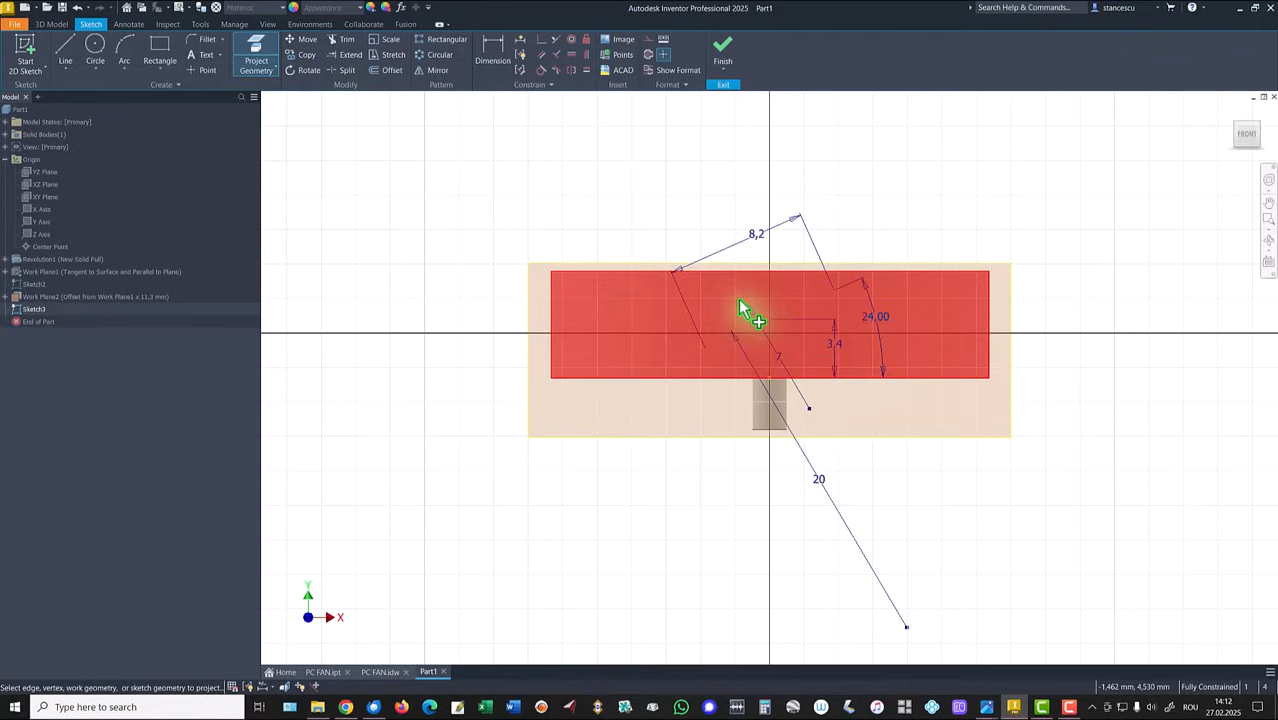 Material
Appearance
Autodesk Inventor Professional 2025 Part1
Search Help & Commands...
stancescu
File 3D Model Sketch Annotate Inspect Tools Manage View Environments Get Started Collaborate Fusion
Start
2D Sketch
Line
Circle
Arc
Rectangle
Fillet
Text
Point
Project
Geometry
Move
Copy
Rotate
Trim
Extend
Split
Scale
Stretch
Offset
Rectangular
Circular
Mirror
Dimension
Image
Points
ACAD
Show Format
Finish
Sketch Create Modify Pattern Constrain Insert Format Exit
Model
Part1
Model States: [Primary]
Solid Bodies(1)
View: [Primary]
Origin
YZ Plane
XZ Plane
XY Plane
X Axis
Y Axis
Z Axis
Center Point
Revolution1 (New Solid Full)
Work Plane1 (Tangent to Surface and Parallel to Plane)
Sketch2
Work Plane2 (Offset from Work Plane1 x 11,3 mm)
Sketch3
End of Part
FRONT
8,2
24,00
3,4
7
20
Y
X
Home PC FAN.ipt PC FAN.idw Part1
Select edge, vertex, work geometry, or sketch geometry to project...
-1,462 mm, 4,530 mm Fully Constrained 1 4
Type here to search
ROU
14:12
27.02.2025